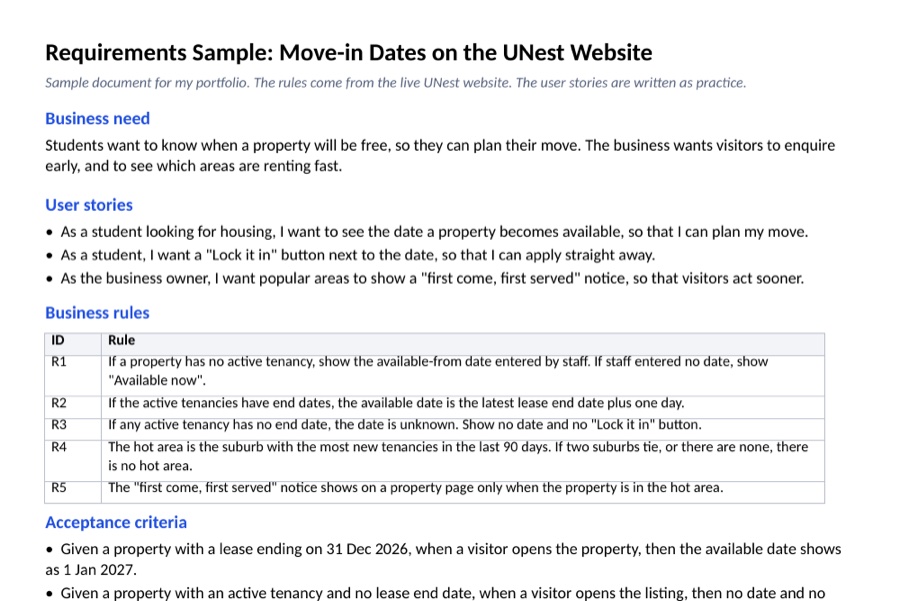 Requirements Sample: Move-in Dates on the UNest Website
Sample document for my portfolio. The rules come from the live UNest website. The user stories are written as practice.
Business need
Students want to know when a property will be free, so they can plan their move. The business wants visitors to enquire
early, and to see which areas are renting fast.
User stories
• As a student looking for housing, I want to see the date a property becomes available, so that I can plan my move.
• As a student, I want a "Lock it in" button next to the date, so that I can apply straight away.
• As the business owner, I want popular areas to show a "first come, first served" notice, so that visitors act sooner.
Business rules
ID Rule
R1 If a property has no active tenancy, show the available-from date entered by staff. If staff entered no date, show
"Available now".
R2 If the active tenancies have end dates, the available date is the latest lease end date plus one day.
R3 If any active tenancy has no end date, the date is unknown. Show no date and no "Lock it in" button.
R4 The hot area is the suburb with the most new tenancies in the last 90 days. If two suburbs tie, or there are none, there
is no hot area.
R5 The "first come, first served" notice shows on a property page only when the property is in the hot area.
Acceptance criteria
• Given a property with a lease ending on 31 Dec 2026, when a visitor opens the property, then the available date shows
as 1 Jan 2027.
• Given a property with an active tenancy and no lease end date, when a visitor opens the listing, then no date and no